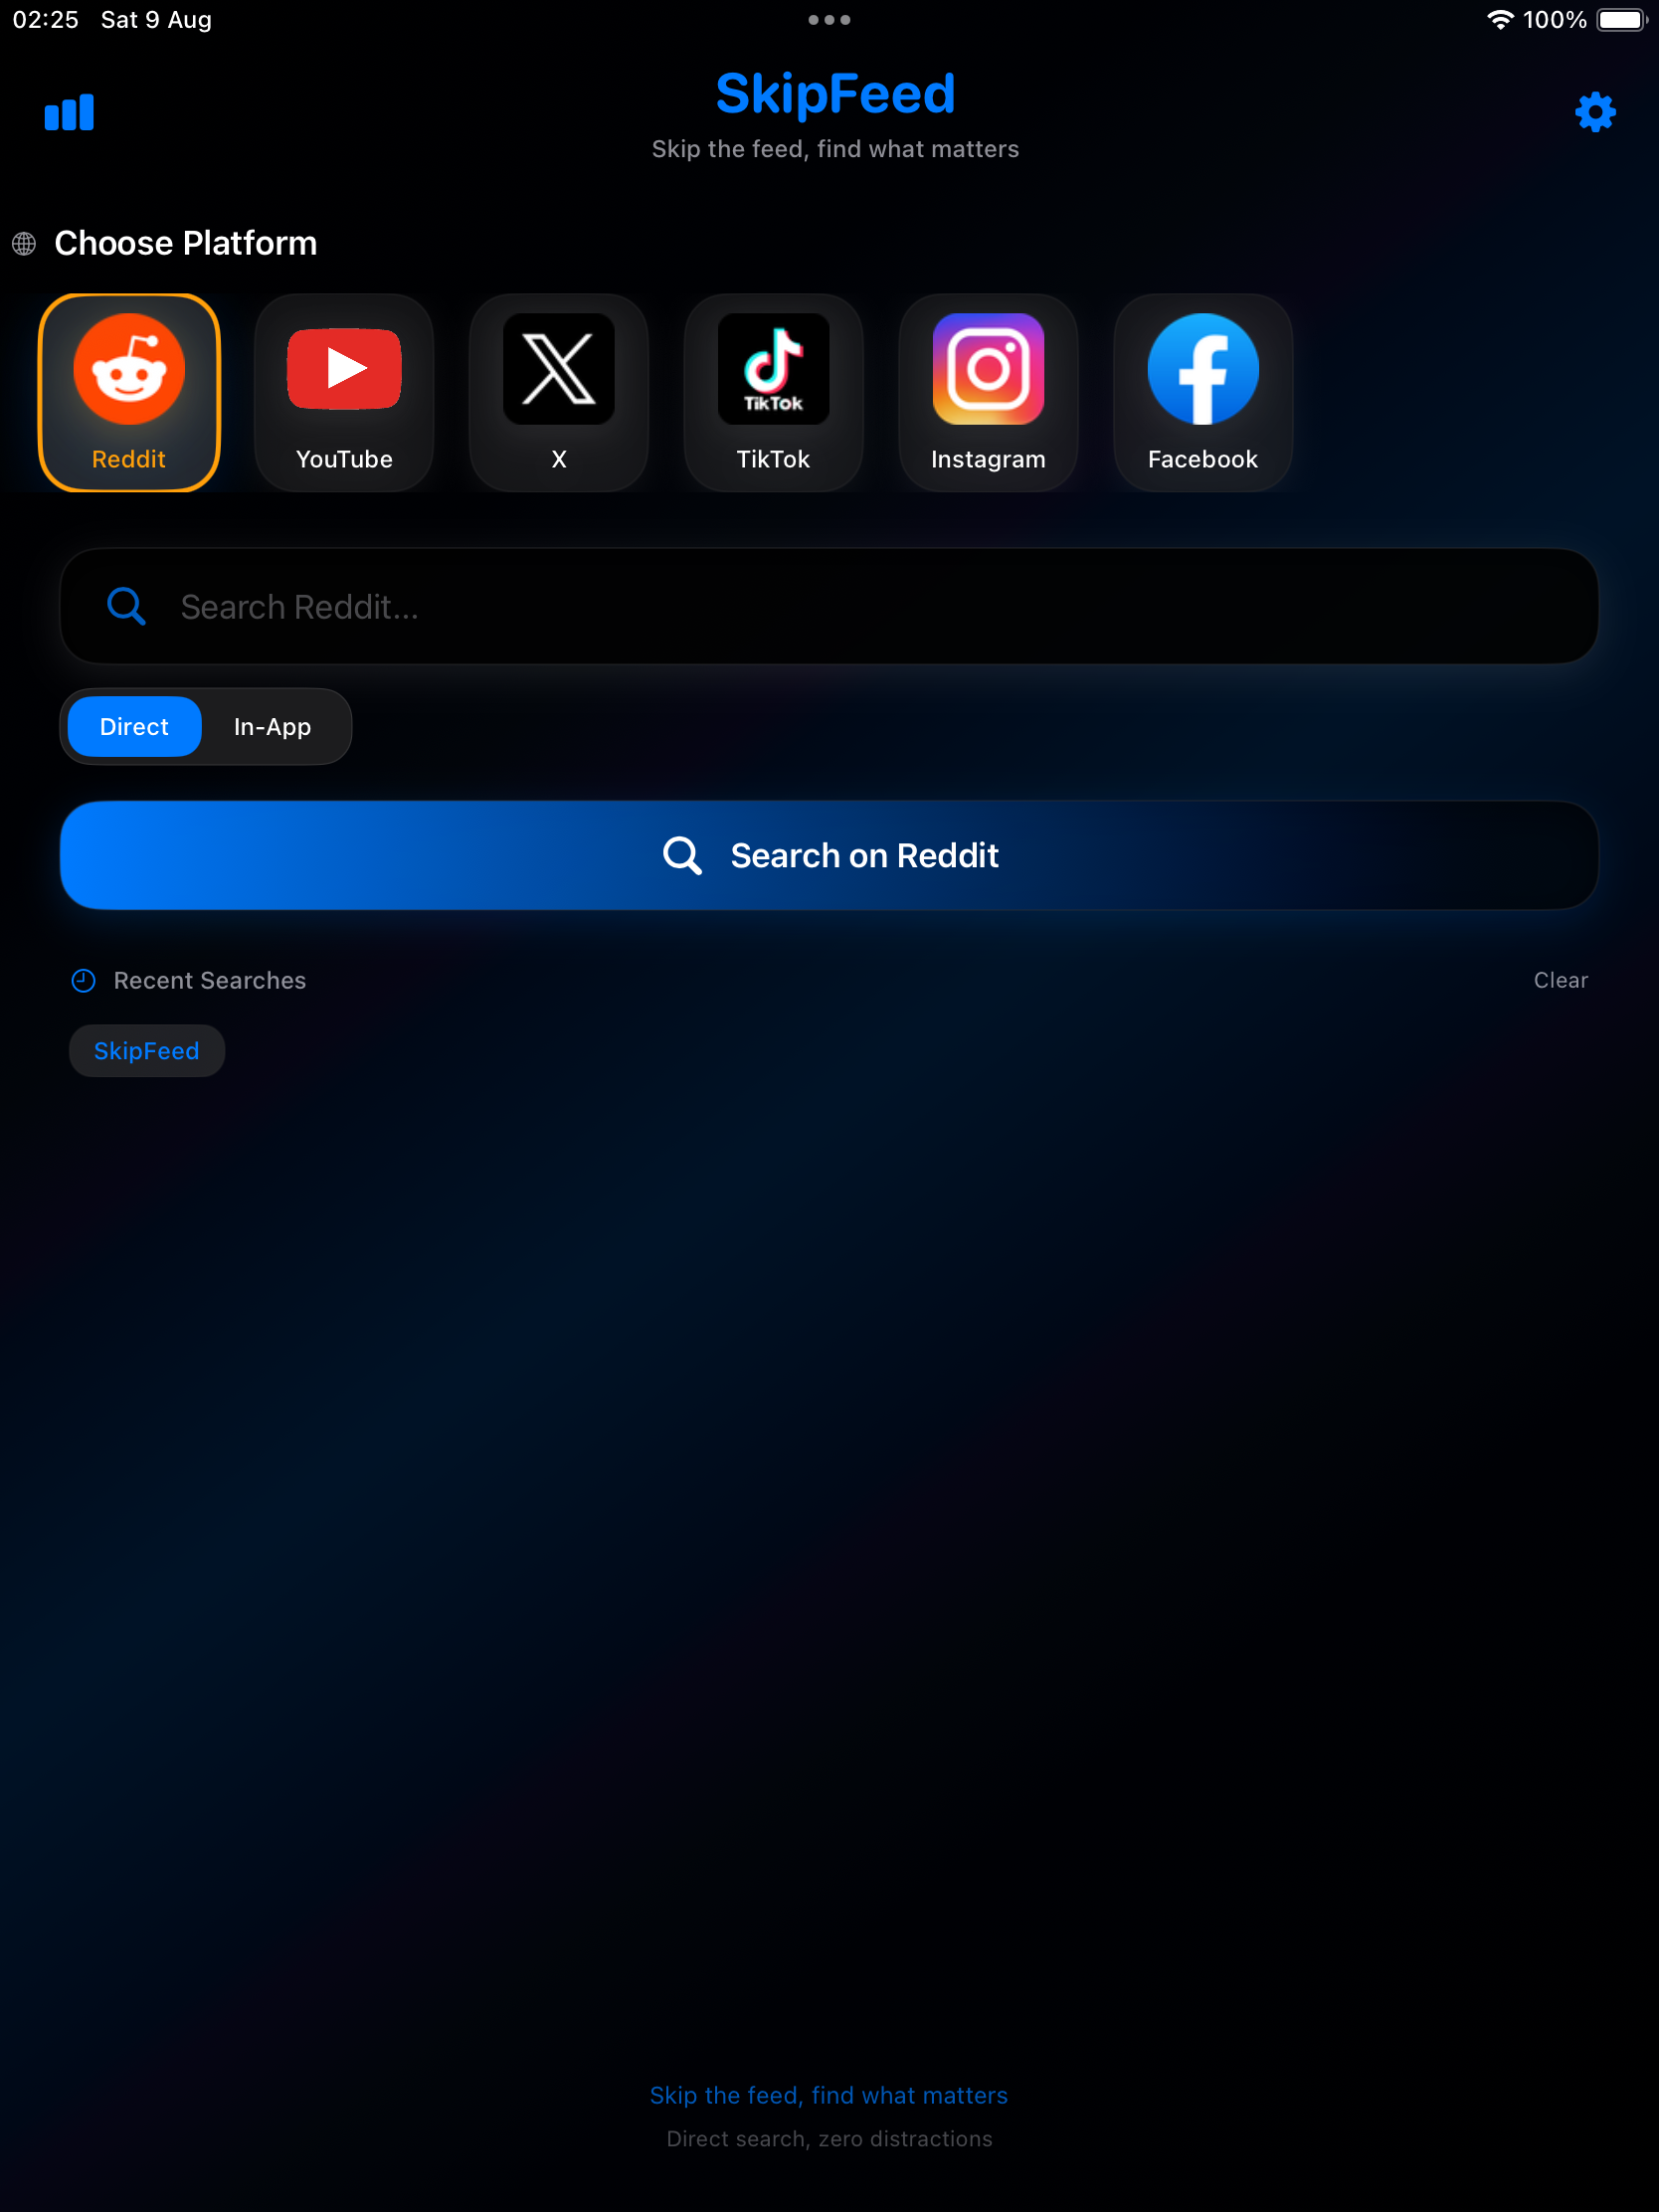 02:25 Sat 9 Aug
100%
SkipFeed
Skip the feed, find what matters
Choose Platform
TikTok
Reddit
YouTube
X
TikTok
Instagram
Facebook
Search Reddit...
Direct
In-App
Search on Reddit
Recent Searches
Clear
SkipFeed
Skip the feed, find what matters
Direct search, zero distractions